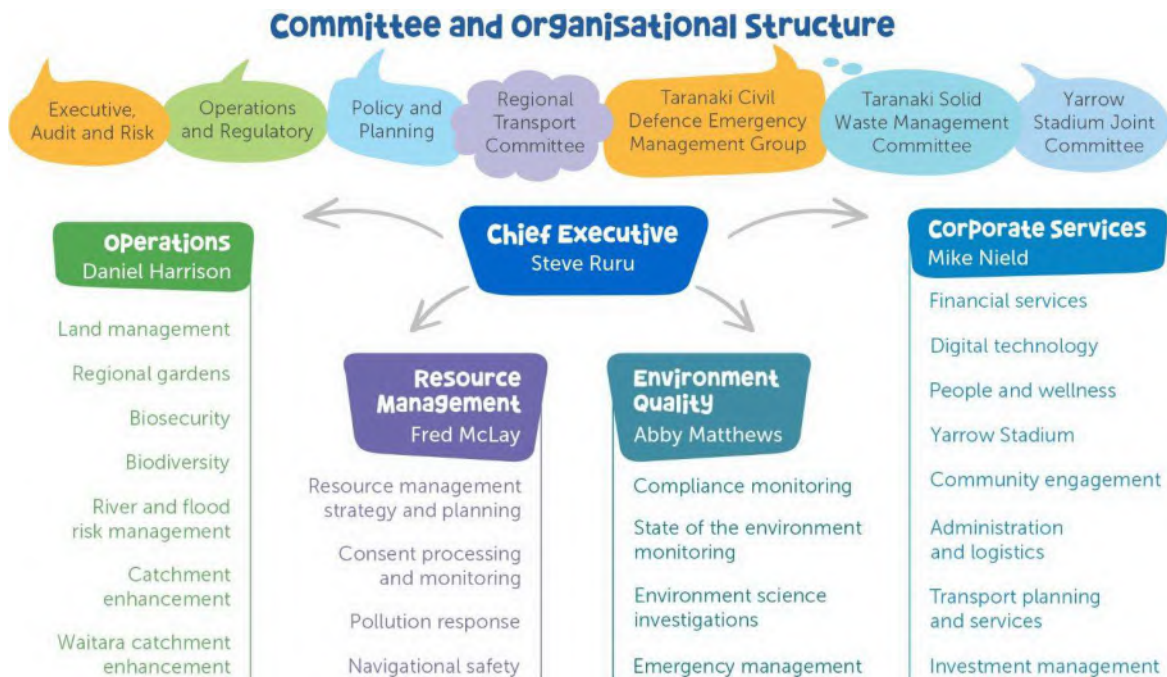 Committee and Organisational Structure
Executive,
Audit and Risk
Operations
and Regulatory
Policy and
Planning
Regional
Transport
Committee
Taranaki Civil
Defence Emergency
Management Group
Taranaki Solid
Waste Management
Committee
Yarrow
Stadium Joint
Committee
Chief Executive
Steve Ruru
Operations
Daniel Harrison
Land management
Regional gardens
Biosecurity
Biodiversity
River and flood
risk management
Catchment
enhancement
Waitara catchment
enhancement
Resource
Management
Fred McLay
Resource management
strategy and planning
Consent processing
and monitoring
Pollution response
Navigational safety
Environment
Quality
Abby Matthews
Compliance monitoring
State of the environment
monitoring
Environment science
investigations
Emergency management
Corporate Services
Mike Nield
Financial services
Digital technology
People and wellness
Yarrow Stadium
Community engagement
Administration
and logistics
Transport planning
and services
Investment management